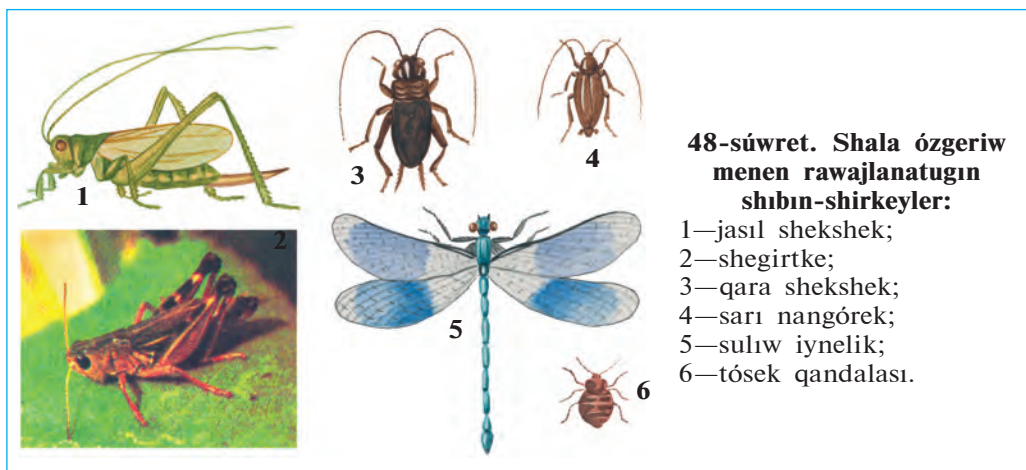 1
2
3
4
5
6
48-súwret. Shala ózgeriw
menen rawajlanatugın
shıbın-shirkeyler:
1—jasıl shekshek;
2—shegirtke;
3—qara shekshek;
4—sarı nangórek;
5—sulıw iynelik;
6—tósek qandalası.